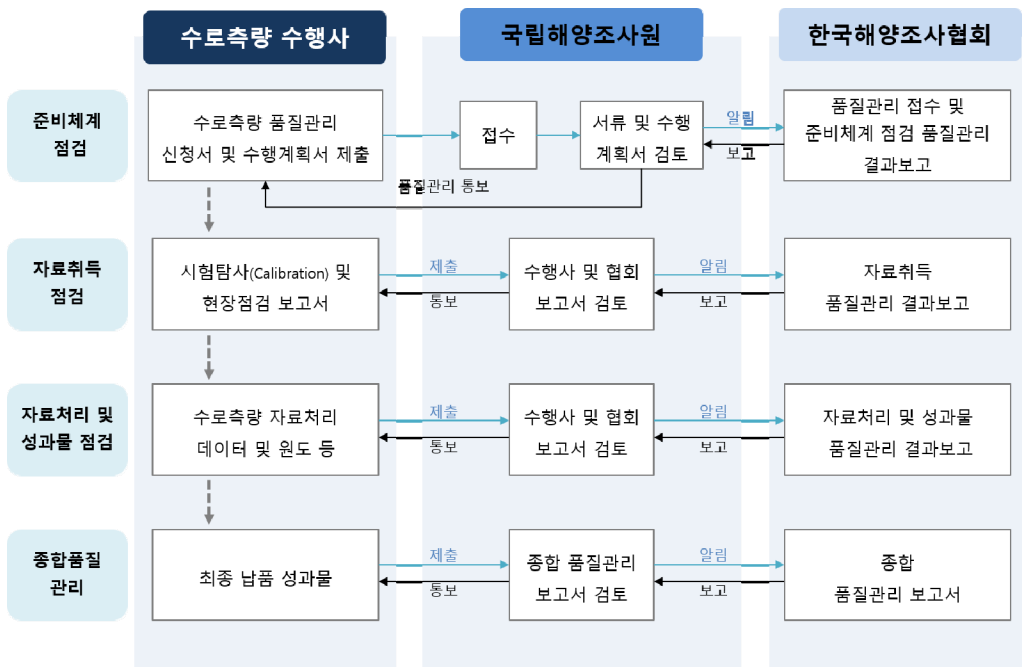 수로측량 수행사
국립해양조사원
한국해양조사협회
준비체계
점검
수로측량 품질관리
신청서 및 수행계획서 제출
접수
서류 및 수행
계획서 검토
알림
보고
품질관리 접수 및
준비체계 점검 품질관리
결과보고
품질관리 통보
자료취득
점검
시험탐사(Calibration) 및
현장점검 보고서
제출
통보
수행사 및 협회
보고서 검토
알림
보고
자료취득
품질관리 결과보고
자료처리 및
성과물 점검
수로측량 자료처리
데이터 및 원도 등
제출
통보
수행사 및 협회
보고서 검토
알림
보고
자료처리 및 성과물
품질관리 결과보고
종합품질
관리
최종 납품 성과물
제출
통보
종합 품질관리
보고서 검토
알림
보고
종합
품질관리 보고서